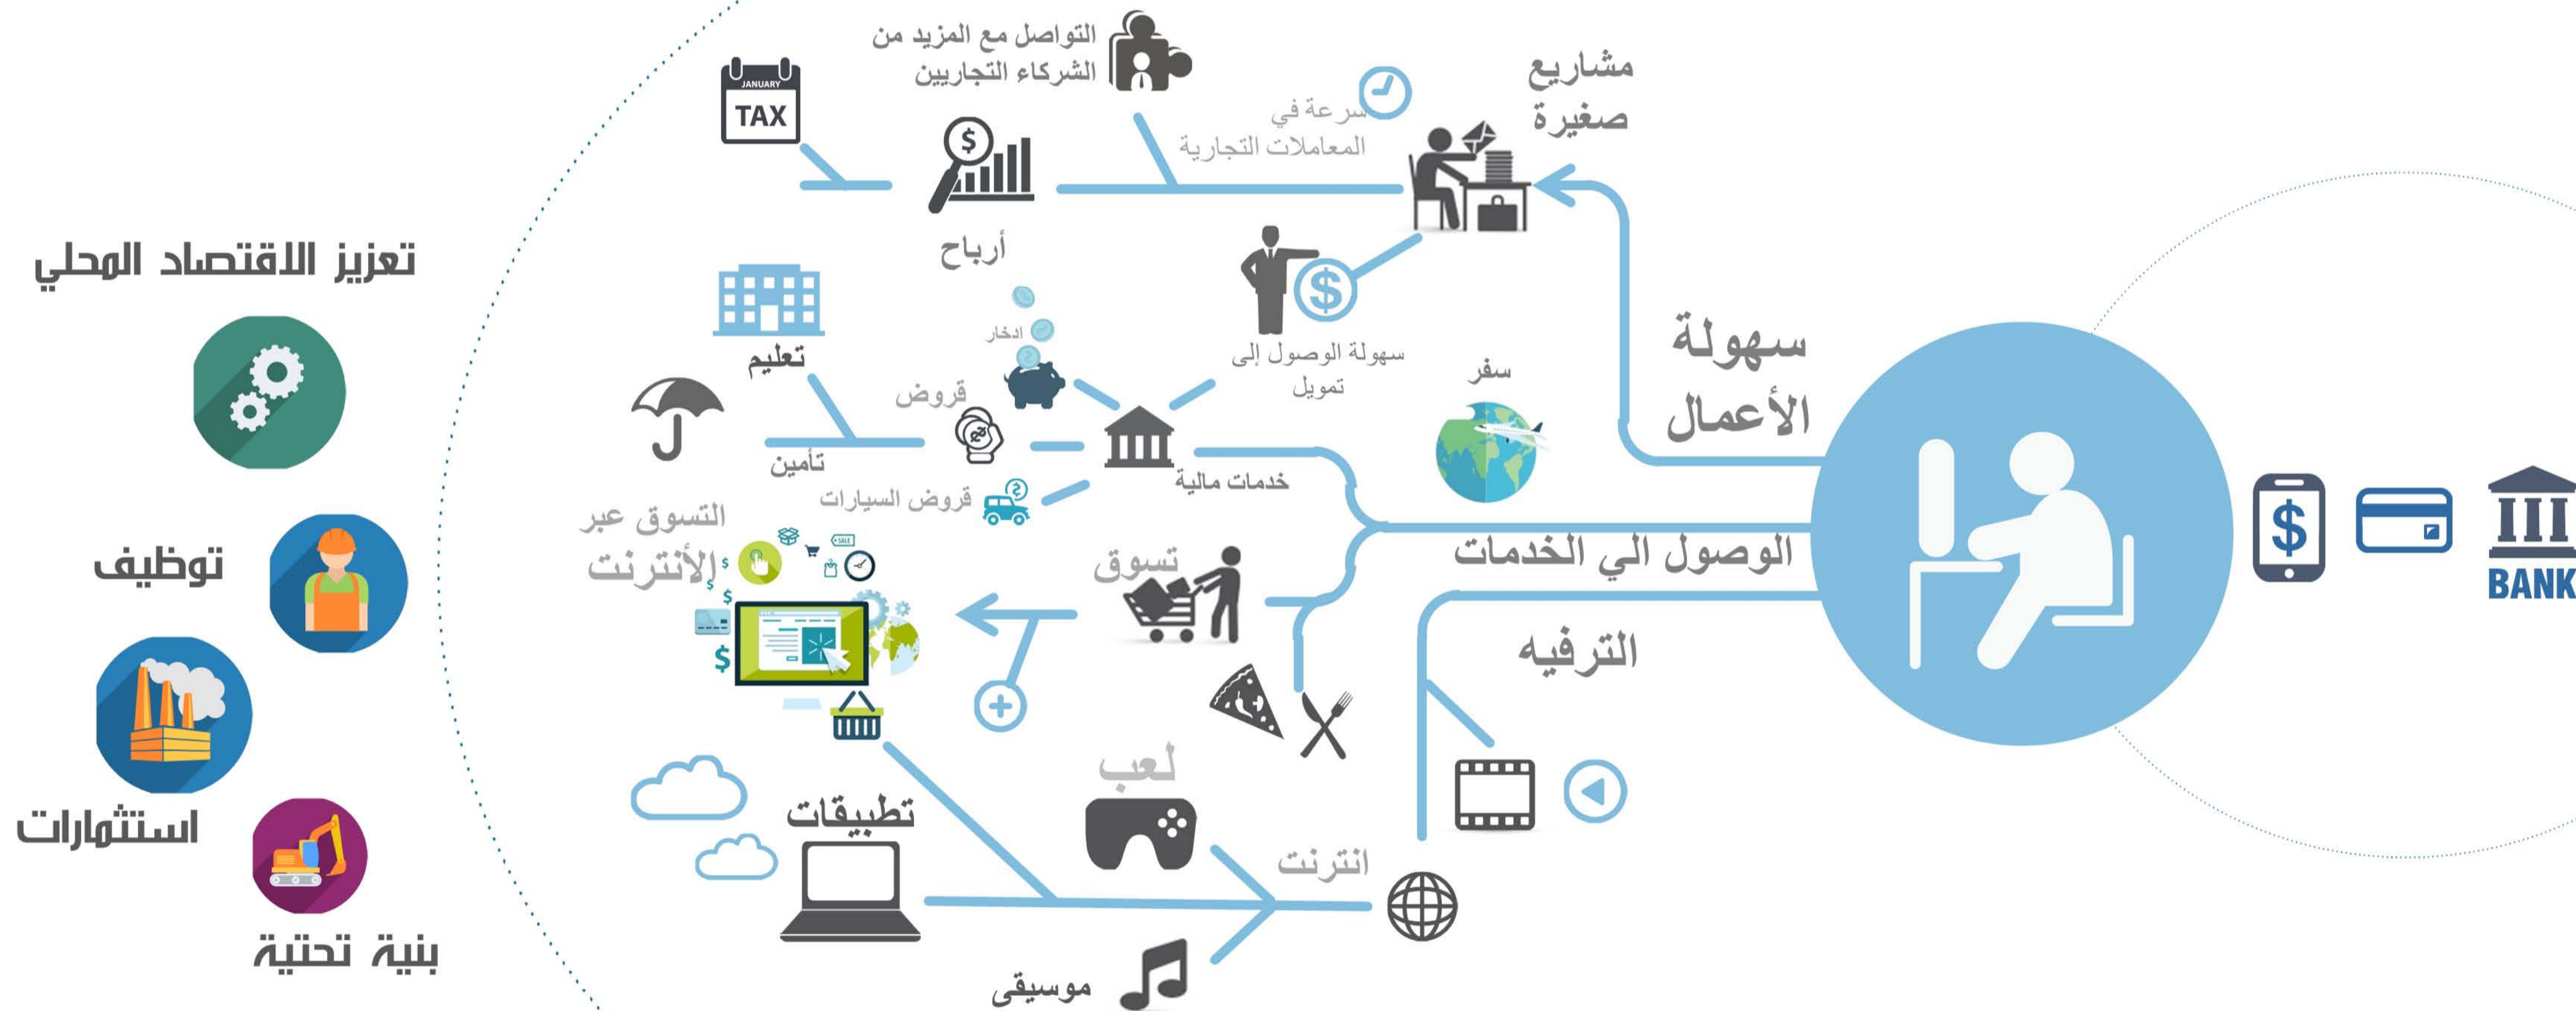 التواصل مع المزيد من
الشركاء التجاريين
JANUARY
TAX
مشاريع
صغيرة
سرعة في
المعاملات التجارية
أرباح
تعزيز الاقتصاد المحلي
سهولة
الأعمال
سهولة الوصول إلى
تمويل
سفر
ادخار
تعليم
قروض
تأمين
خدمات مالية
قروض السيارات
التسوق عبر
الأنترنت
SALE
تسوق
الوصول الي الخدمات
BANK
توظيف
الترفيه
لعب
تطبيقات
استثمارات
انترنت
بنية تحتية
موسيقى